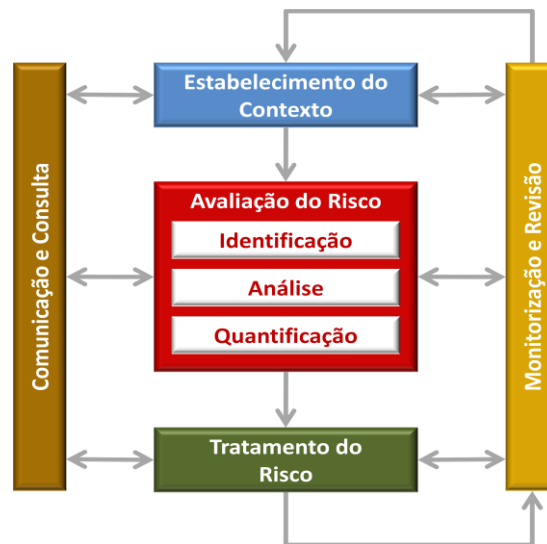 Comunicação e Consulta
Estabelecimento do
Contexto
Avaliação do Risco
Identificação
Análise
Quantificação
Tratamento do
Risco
Monitorização e Revisão